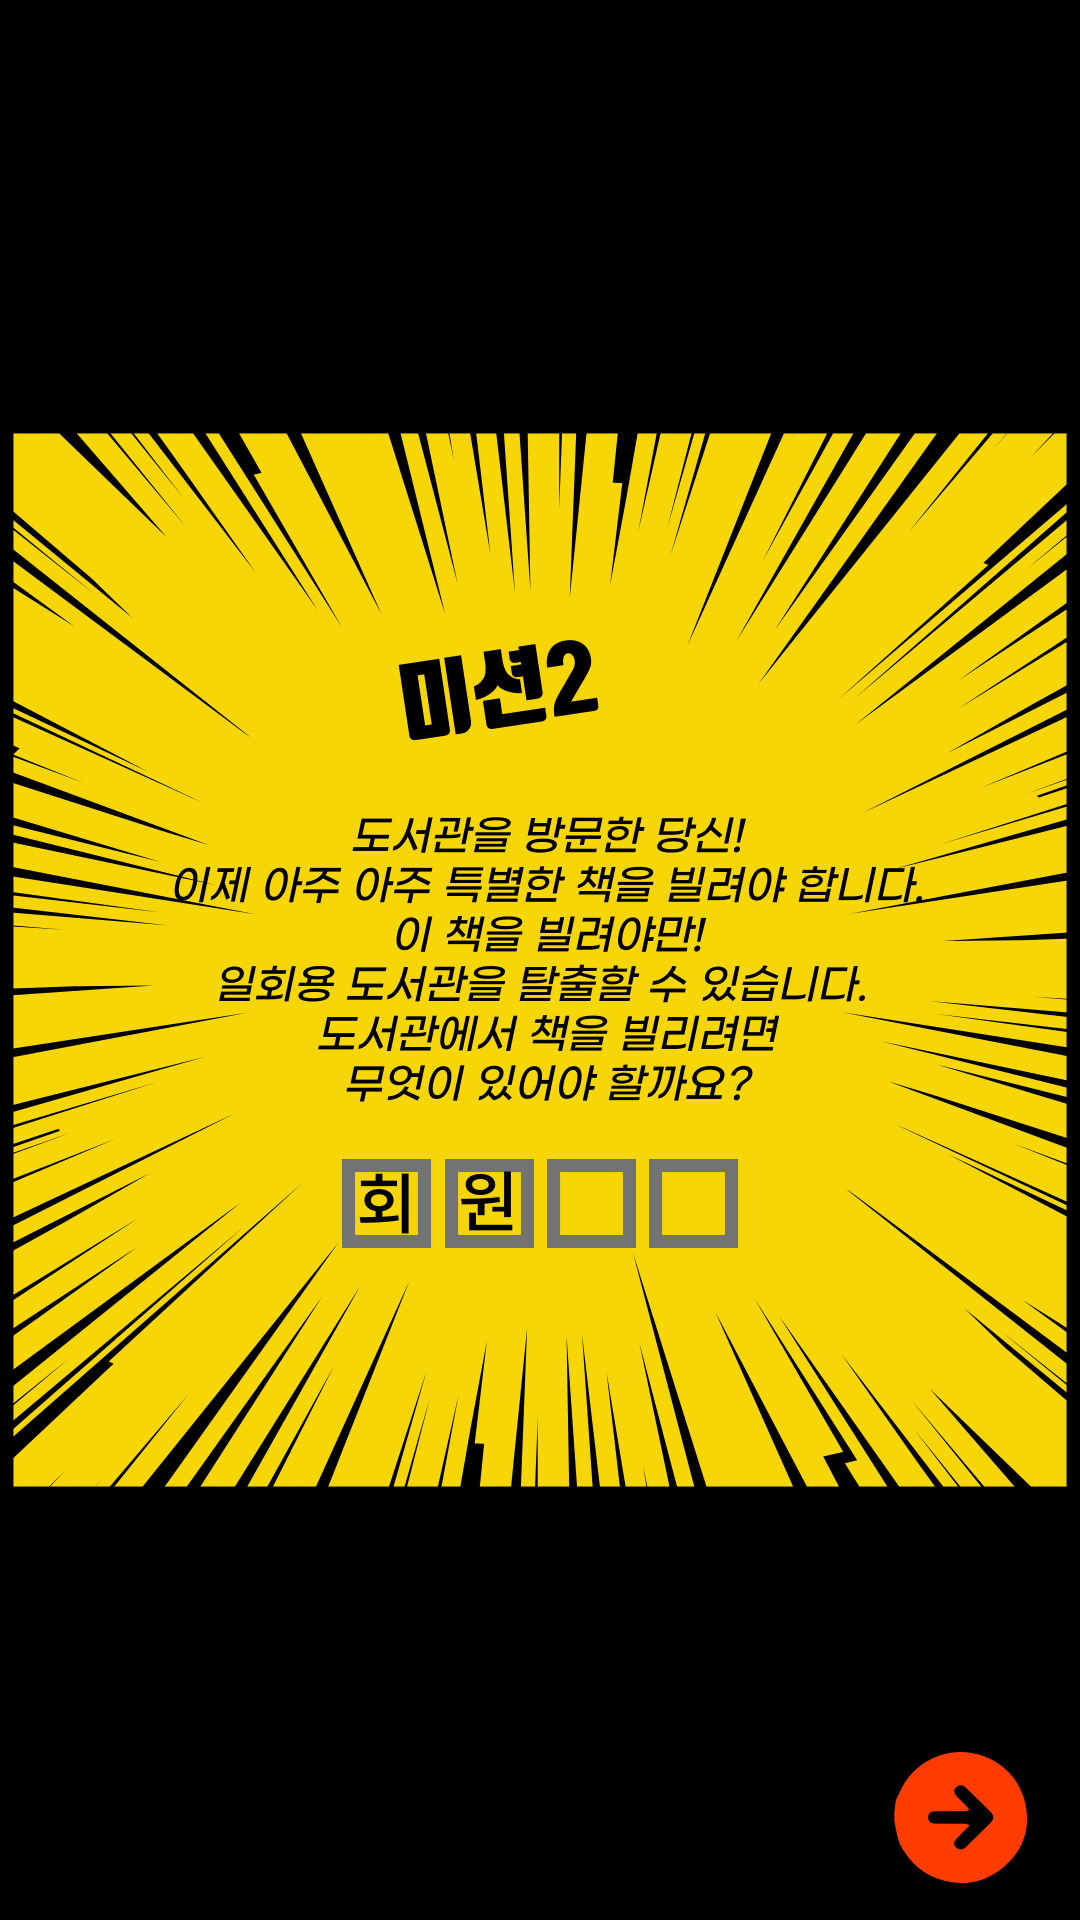 미션2
도서관을 방문한 당신!
이제 아주 아주 특별한 책을 빌려야 합니다.
이 책을 빌려야만!
일회용 도서관을 탈출할 수 있습니다.
도서관에서 책을 빌리려면
무엇이 있어야 할까요?
회원